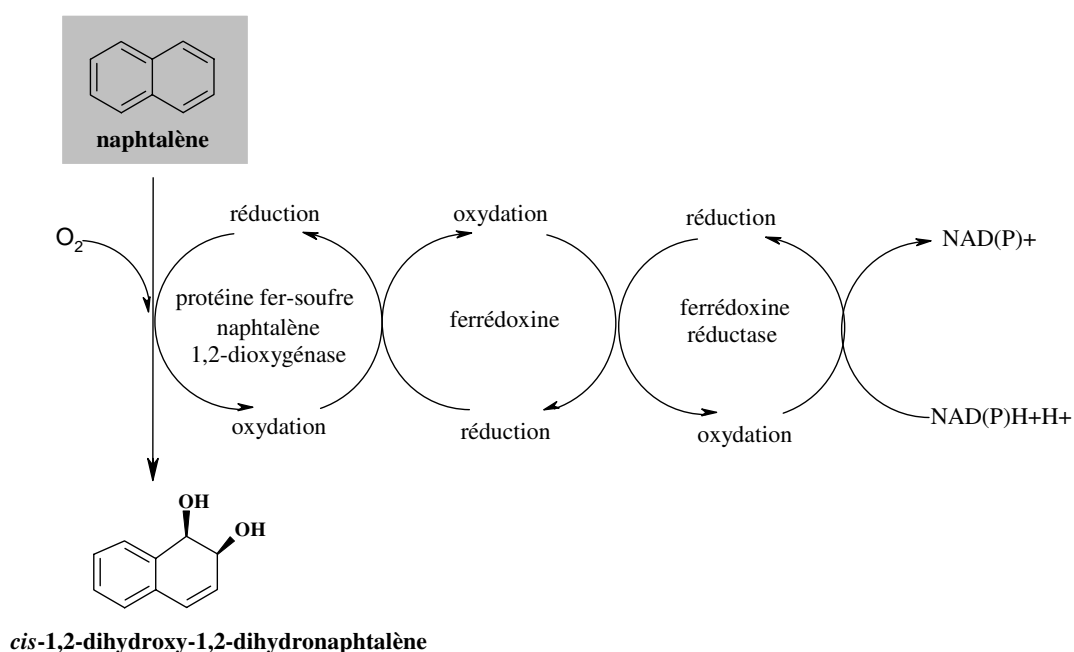 naphtalène
réduction
oxydation
réduction
O2
NAD(P)+
protéine fer-soufre
naphtalène
1,2-dioxygénase
ferrédoxine
ferrédoxine
réductase
NAD(P)H+H+
oxydation
réduction
oxydation
OH
OH
cis-1,2-dihydroxy-1,2-dihydronaphtalène